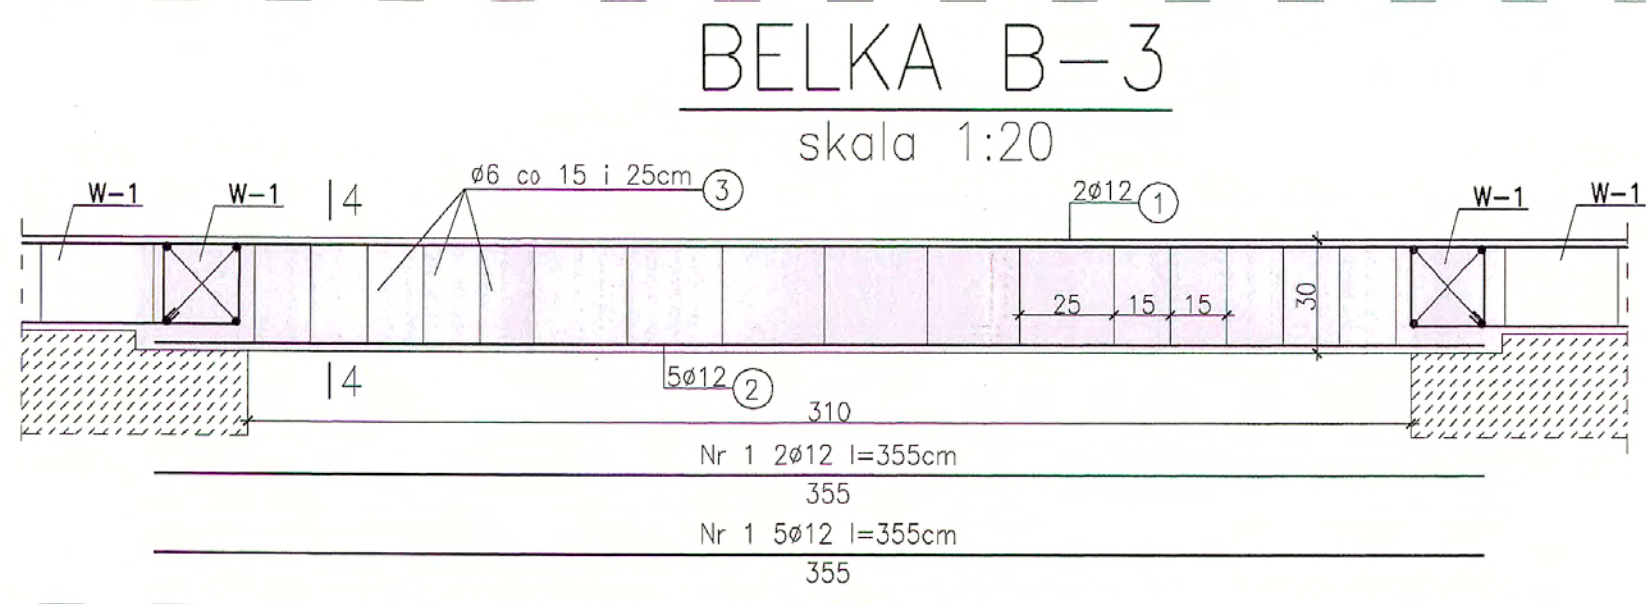 BELKA B-3
skala 1:20
ø6 co 15 i 25cm 3
W-1
W-1
4
2ø12 1
W-1
W-1
25
15
15
30
4
5ø12 2
310
Nr 1 2ø12 l=355cm
355
Nr 1 5ø12 l=355cm
355